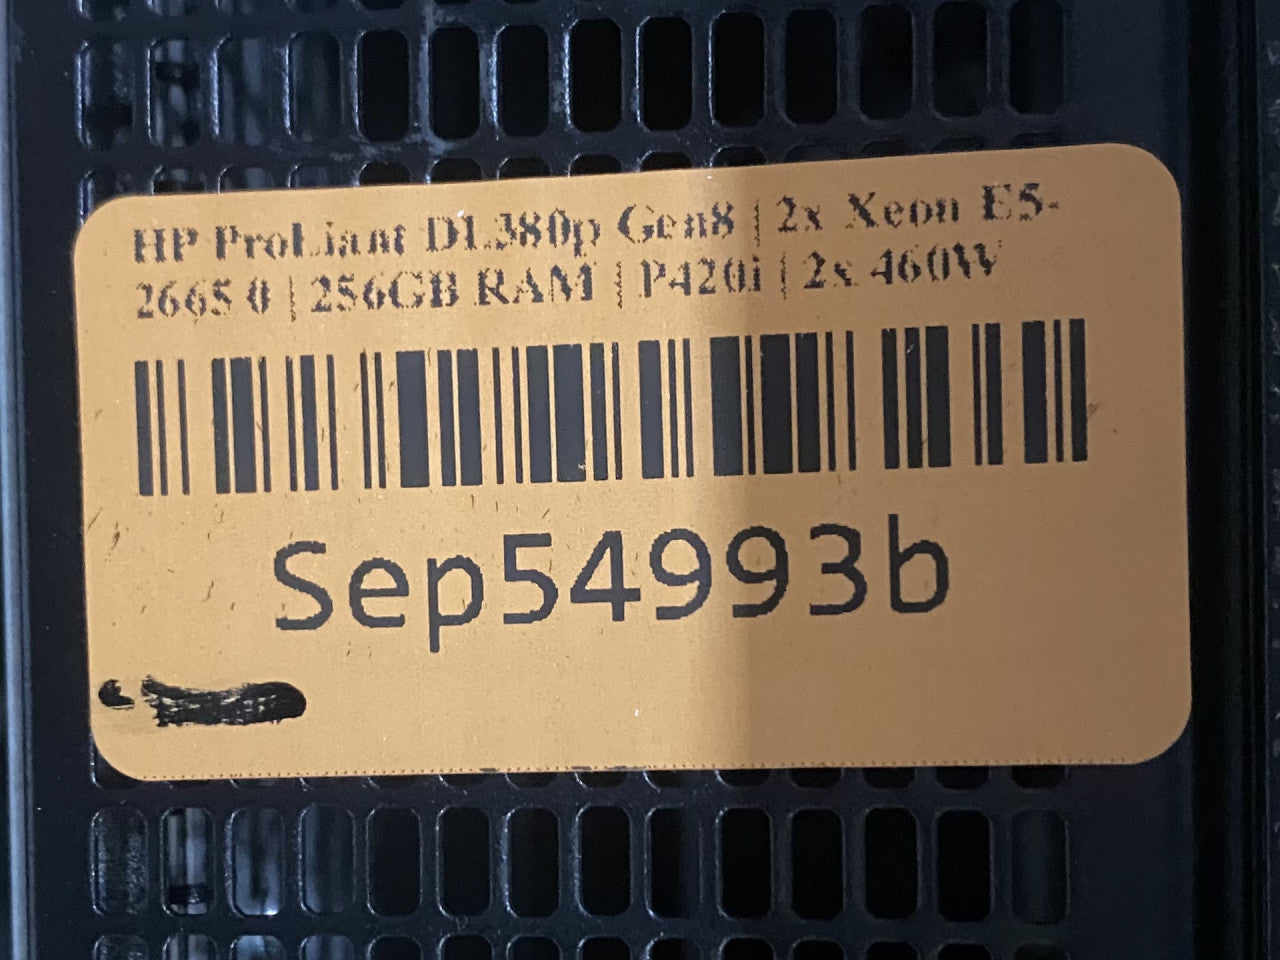 HP ProLiant DL380p Gen8 | 2x Xeon E5-
2665 0 | 256GB RAM | P420i | 2x 460W
Sep54993b